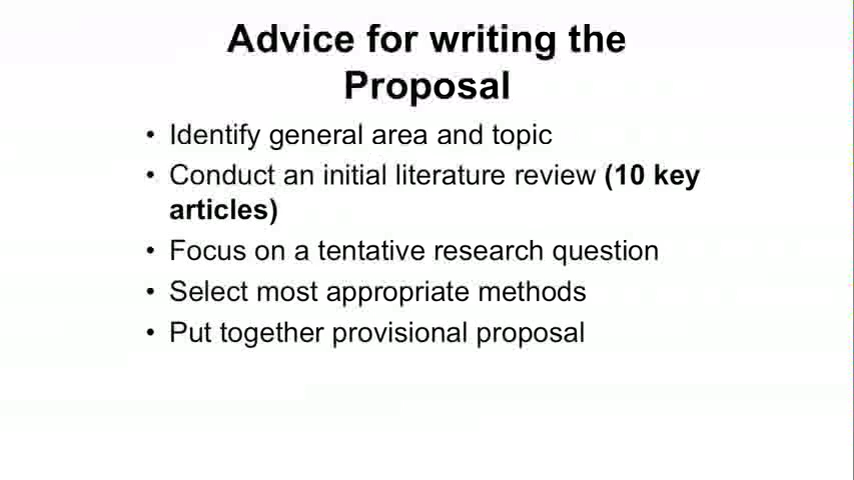 Advice for writing the
Proposal
• Identify general area and topic
• Conduct an initial literature review (10 key
articles)
• Focus on a tentative research question
• Select most appropriate methods
• Put together provisional proposal